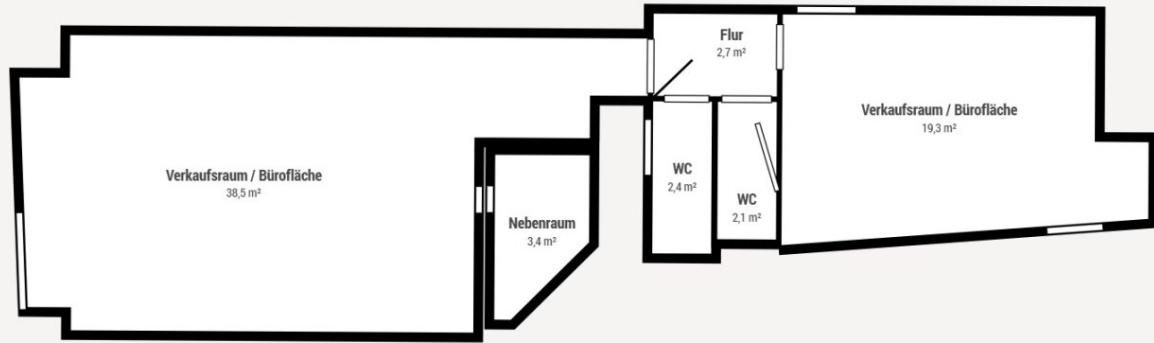 Verkaufsraum / Bürofläche
38,5 m²
Nebenraum
3,4 m²
Flur
2,7 m²
WC
2,4 m²
WC
2,1 m²
Verkaufsraum / Bürofläche
19,3 m²